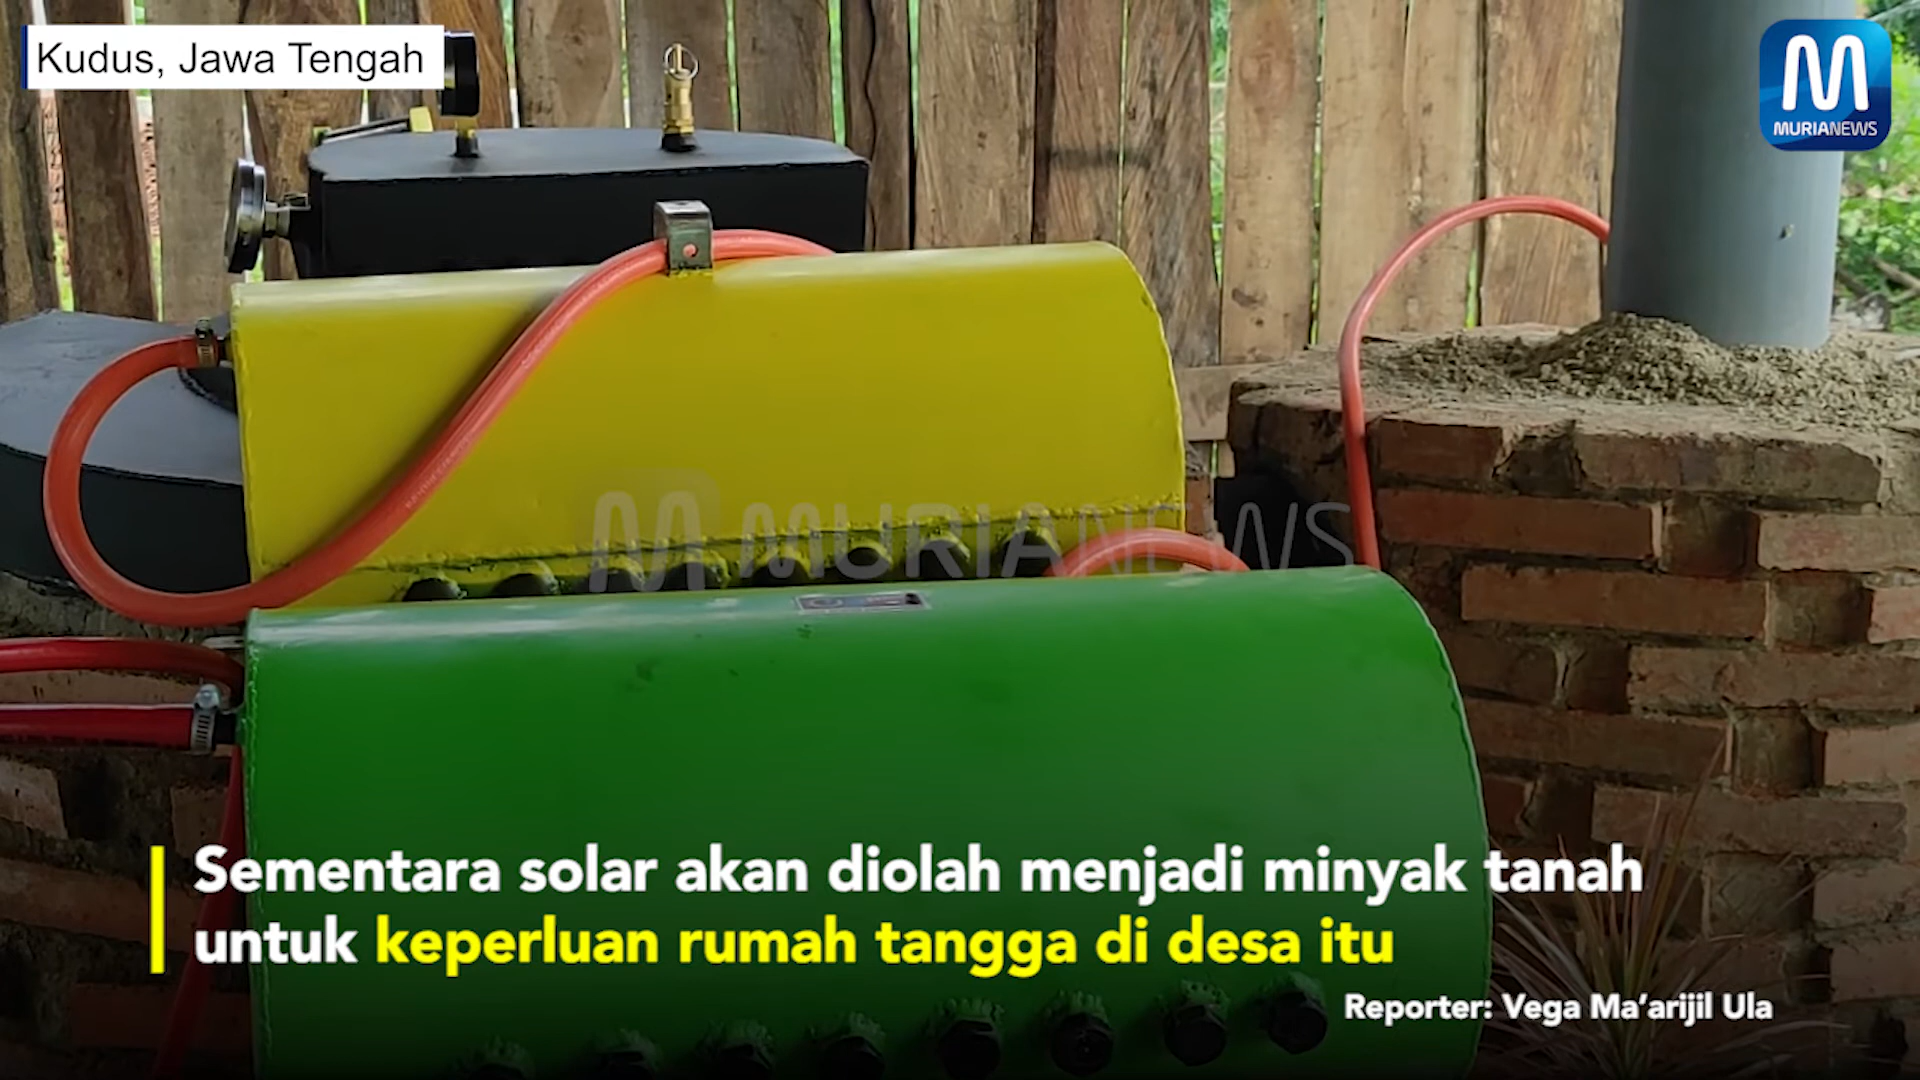 Kudus, Jawa Tengah
M
MURIANEWS
M MURIANEWS
Sementara solar akan diolah menjadi minyak tanah
untuk keperluan rumah tangga di desa itu
Reporter: Vega Ma’arijil Ula